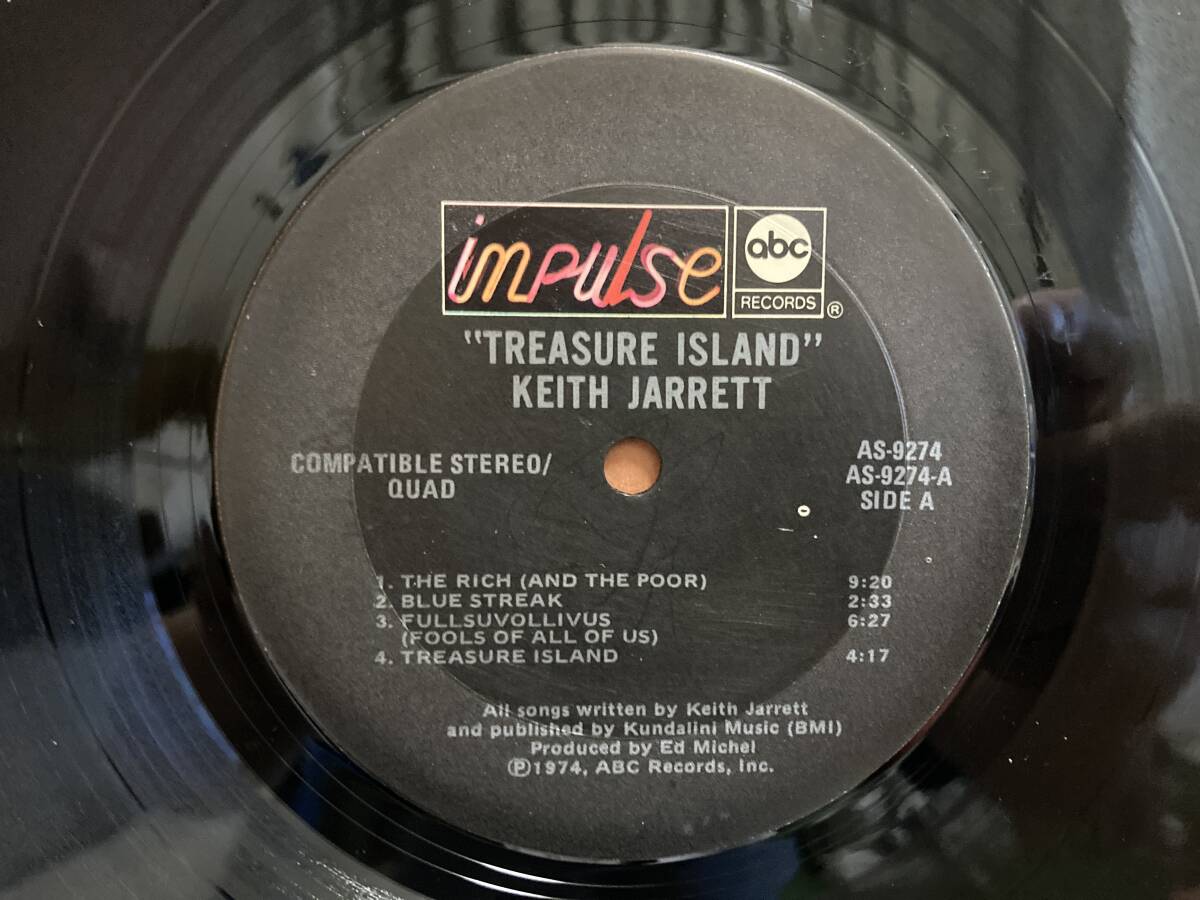 impulse
abc
RECORDS ®
"TREASURE ISLAND"
KEITH JARRETT
COMPATIBLE STEREO/
QUAD
AS-9274
AS-9274-A
SIDE A
1. THE RICH (AND THE POOR) 9:20
2. BLUE STREAK 2:33
3. FULLSUVOLLIVUS 6:27
(FOOLS OF ALL OF US)
4. TREASURE ISLAND 4:17
All songs written by Keith Jarrett
and published by Kundalini Music (BMI)
Produced by Ed Michel
℗1974, ABC Records, Inc.